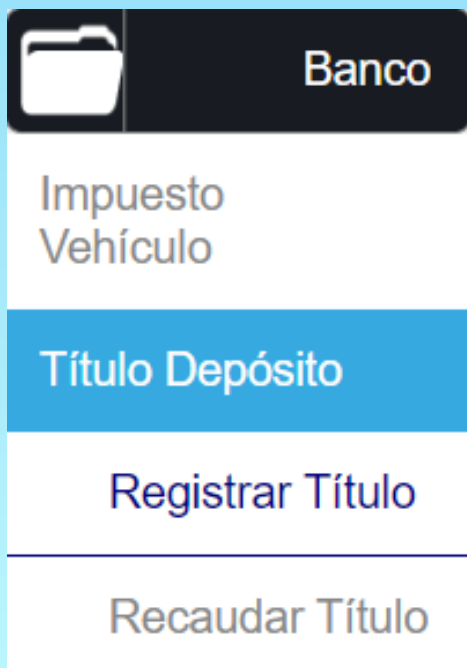 Banco
Impuesto
Vehículo
Título Depósito
Registrar Título
Recaudar Título